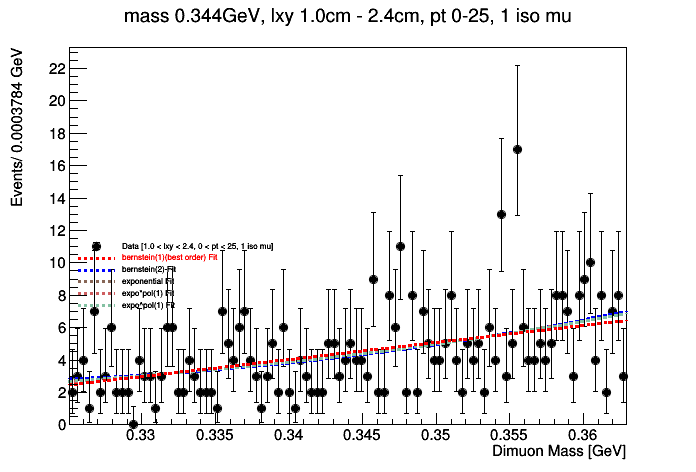 mass 0.344GeV, lxy 1.0cm - 2.4cm, pt 0-25, 1 iso mu
Events/ 0.0003784 GeV
22
20
18
16
14
12
10
8
6
4
2
0
Data [1.0 < lxy < 2.4, 0 < pt < 25, 1 iso mu]
bernstein(1)(best order) Fit
bernstein(2) Fit
exponential Fit
expo*pol(1) Fit
expo*pol(1) Fit
0.33 0.335 0.34 0.345 0.35 0.355 0.36
Dimuon Mass [GeV]